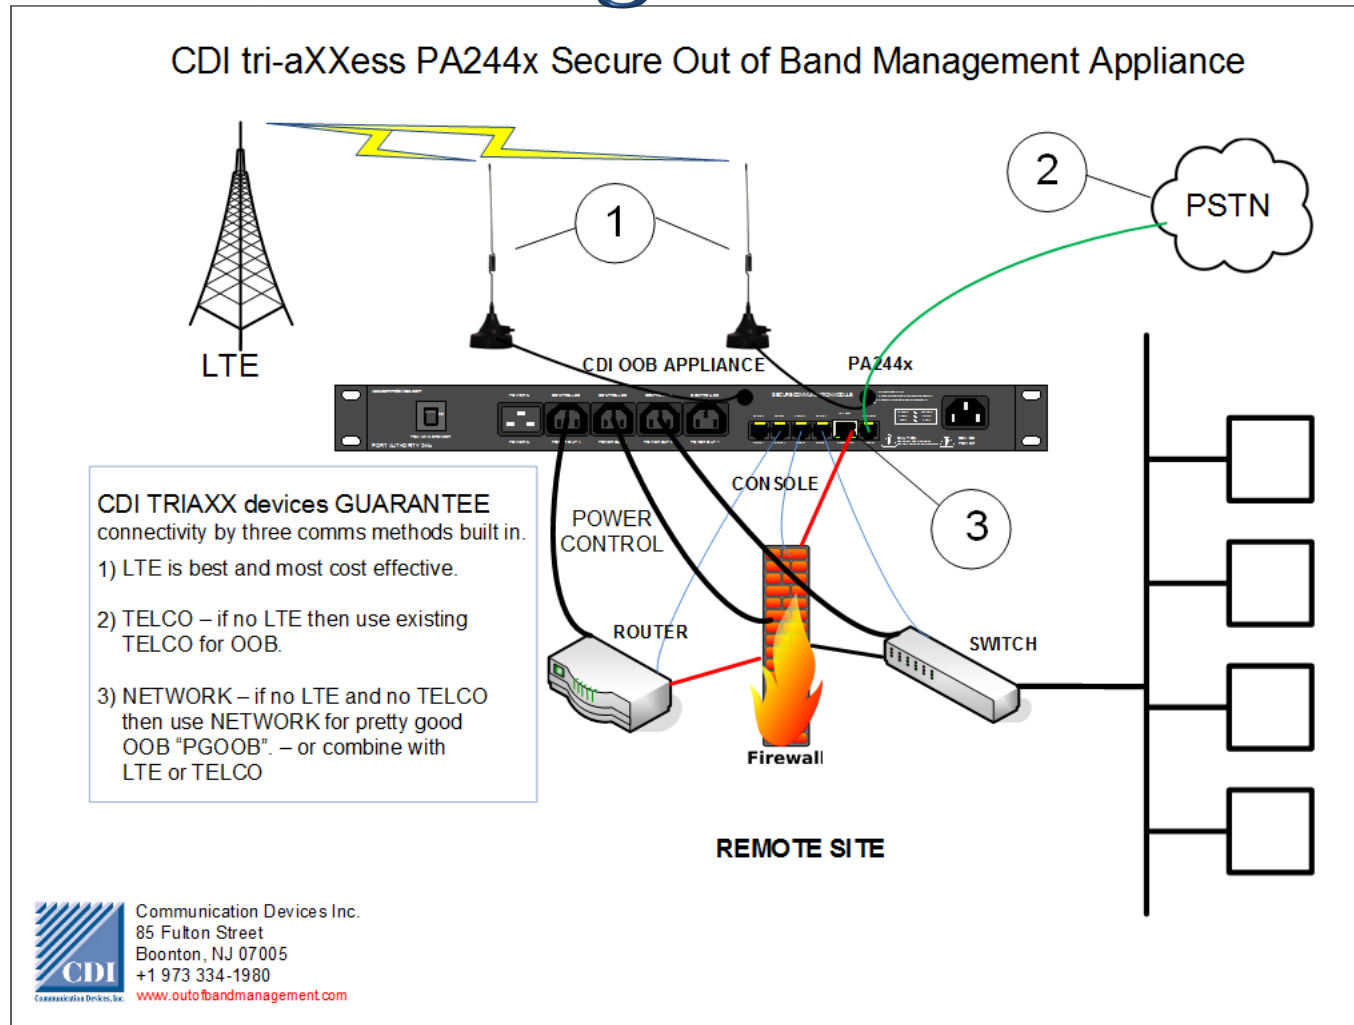 CDI tri-aXXess PA244x Secure Out of Band Management Appliance
1
2
PSTN
LTE
CDI OOB APPLIANCE
PA244x
CONSOLE
3
POWER
CONTROL
CDI TRIAXX devices GUARANTEE
connectivity by three comms methods built in.
1) LTE is best and most cost effective.
2) TELCO – if no LTE then use existing
TELCO for OOB.
3) NETWORK – if no LTE and no TELCO
then use NETWORK for pretty good
OOB “PGOOB”. – or combine with
LTE or TELCO
ROUTER
SWITCH
Firewall
REMOTE SITE
CDI
Communication Devices, Inc.
Communication Devices Inc.
85 Fulton Street
Boonton, NJ 07005
+1 973 334-1980
www.outofbandmanagement.com